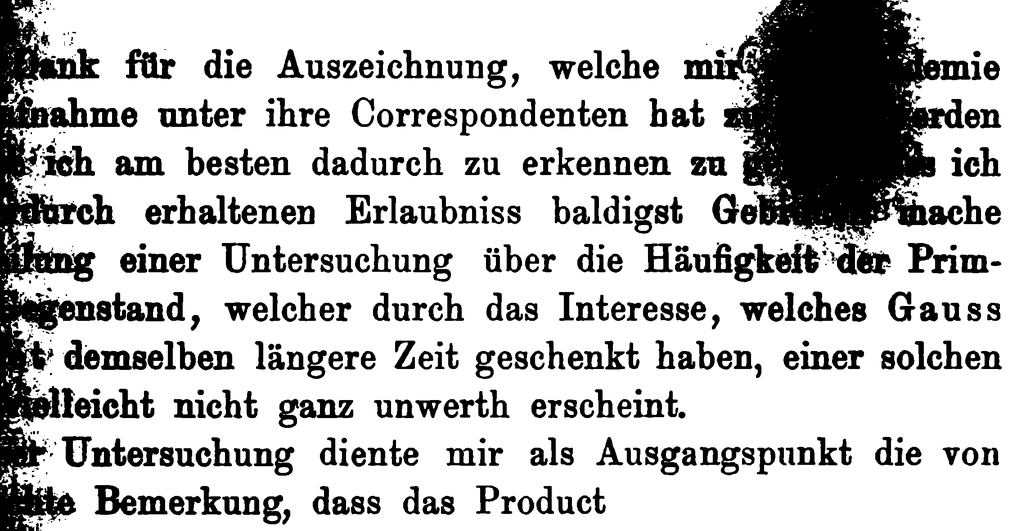 Dank für die Auszeichnung, welche mir
unter ihre Correspondenten hat
ich am besten dadurch zu erkennen zu ich
erhaltenen Erlaubniss baldigst mache
einer Untersuchung über die Häufigkeit der Prim-
Gegenstand, welcher durch das Interesse, welches Gauss
demselben längere Zeit geschenkt haben, einer solchen
vielleicht nicht ganz unwerth erscheint.
Untersuchung diente mir als Ausgangspunkt die von
Bemerkung, dass das Product